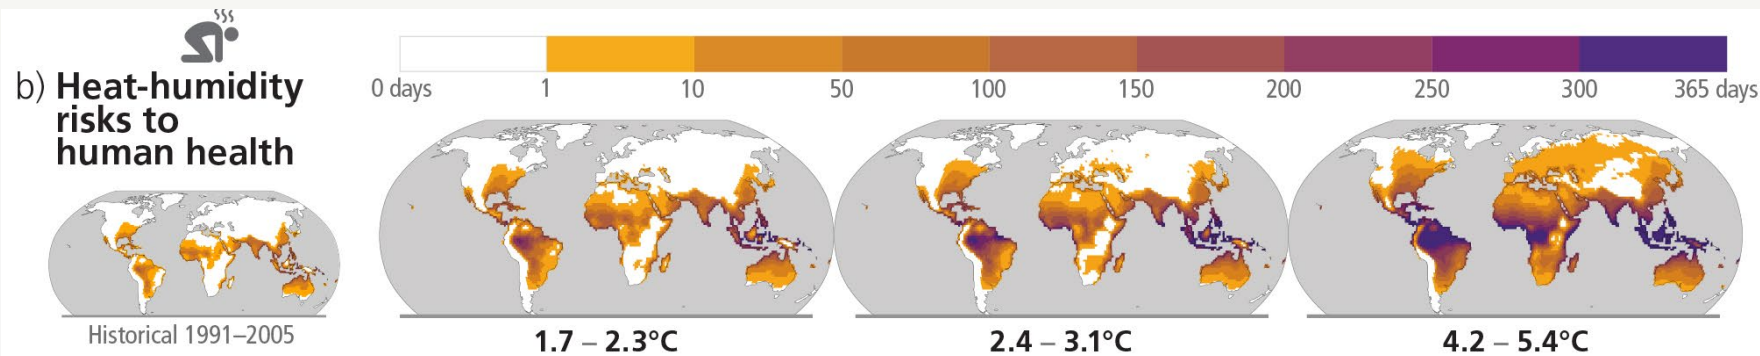 b) Heat-humidity
risks to
human health
0 days 1 10 50 100 150 200 250 300 365 days
Historical 1991–2005
1.7 – 2.3°C
2.4 – 3.1°C
4.2 – 5.4°C